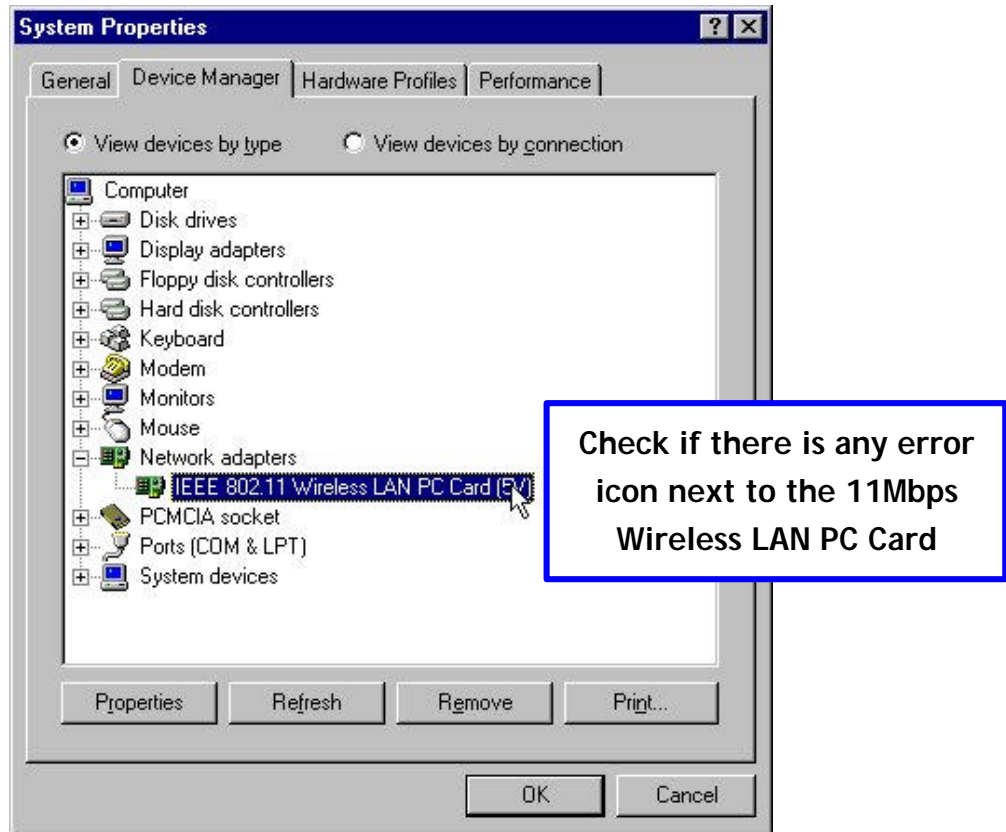 System Properties
General Device Manager Hardware Profiles Performance
View devices by type View devices by connection
Computer
Disk drives
Display adapters
Floppy disk controllers
Hard disk controllers
Keyboard
Modem
Monitors
Mouse
Network adapters
IEEE 802.11 Wireless LAN PC Card (5V)
PCMCIA socket
Ports (COM & LPT)
System devices
Check if there is any error
icon next to the 11Mbps
Wireless LAN PC Card
Properties Refresh Remove Print...
OK Cancel